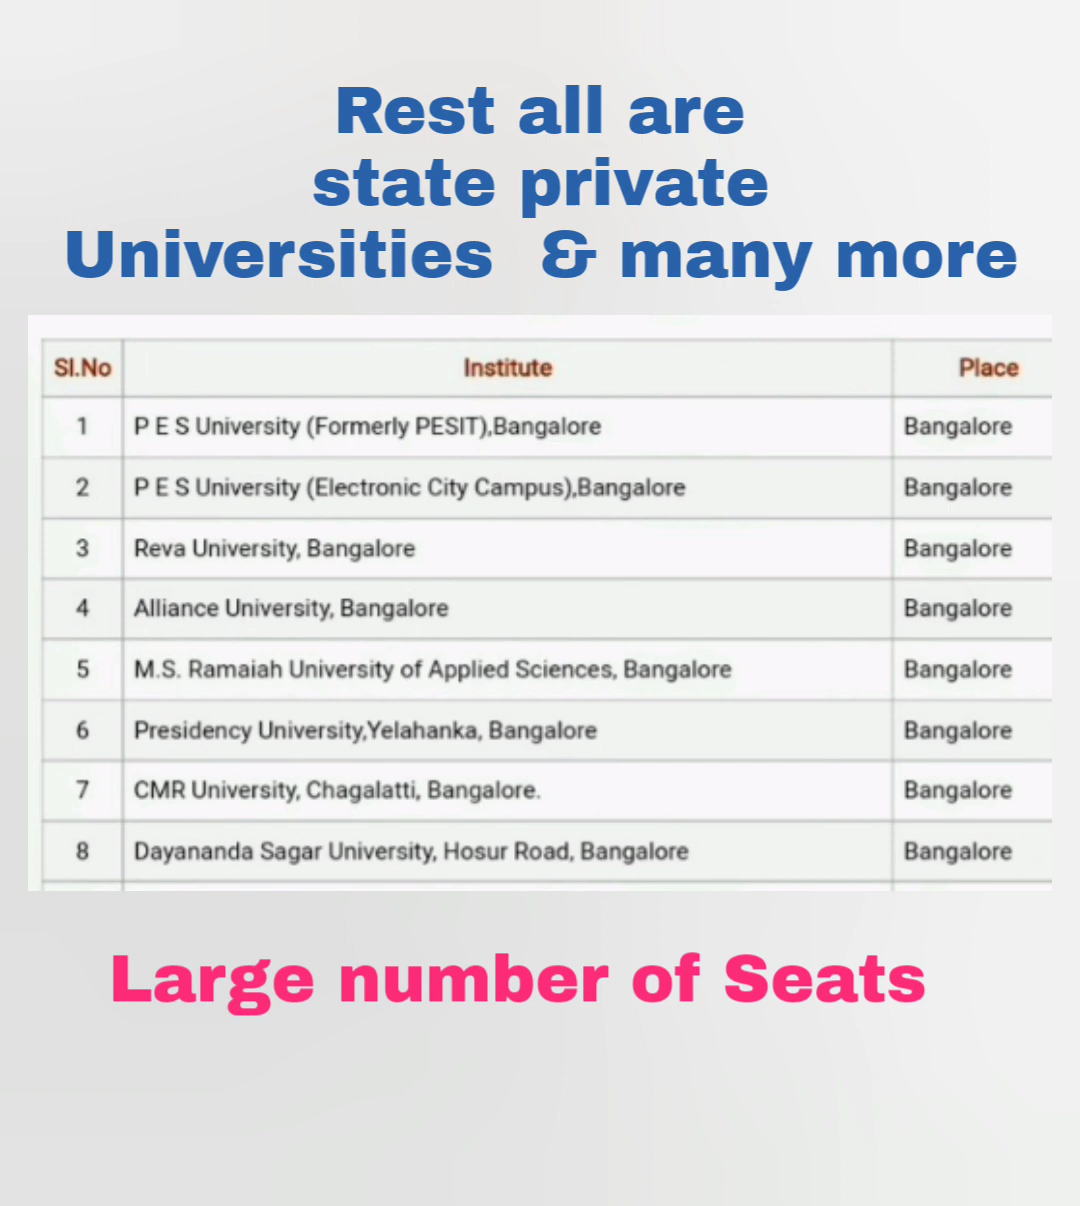 Rest all are
state private
Universities & many more
Sl.No Institute Place
1 P E S University (Formerly PESIT),Bangalore Bangalore
2 P E S University (Electronic City Campus),Bangalore Bangalore
3 Reva University, Bangalore Bangalore
4 Alliance University, Bangalore Bangalore
5 M.S. Ramaiah University of Applied Sciences, Bangalore Bangalore
6 Presidency University,Yelahanka, Bangalore Bangalore
7 CMR University, Chagalatti, Bangalore. Bangalore
8 Dayananda Sagar University, Hosur Road, Bangalore Bangalore
Large number of Seats